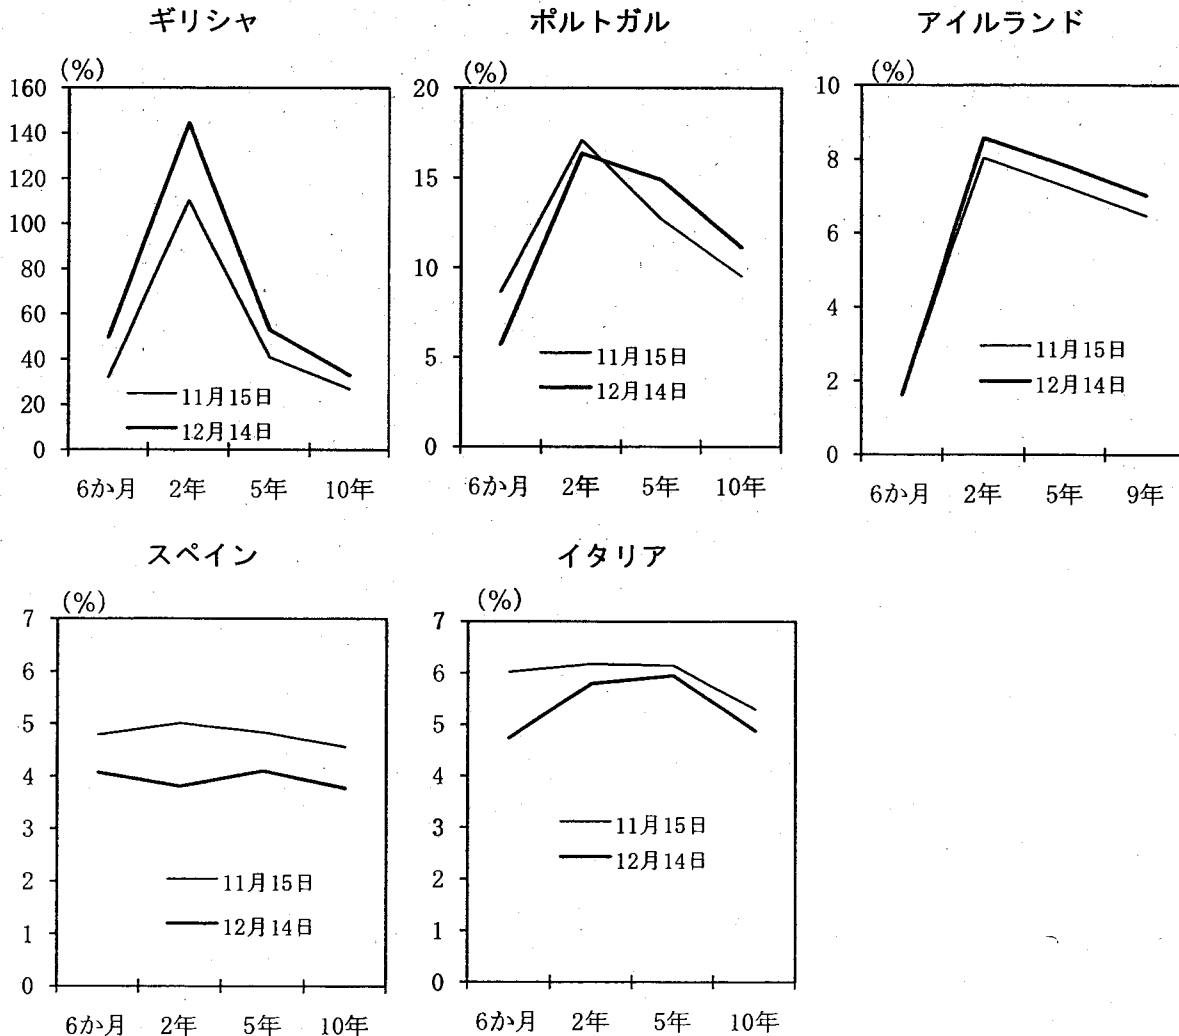 ギリシャ
(%)
160
140
120
100
80
60
40
20
0
11月15日
12月14日
6か月 2年 5年 10年
ポルトガル
(%)
20
15
10
5
0
11月15日
12月14日
6か月 2年 5年 10年
アイルランド
(%)
10
8
6
4
2
0
11月15日
12月14日
6か月 2年 5年 9年
スペイン
(%)
7
6
5
4
3
2
1
0
11月15日
12月14日
6か月 2年 5年 10年
イタリア
(%)
7
6
5
4
3
2
1
0
11月15日
12月14日
6か月 2年 5年 10年